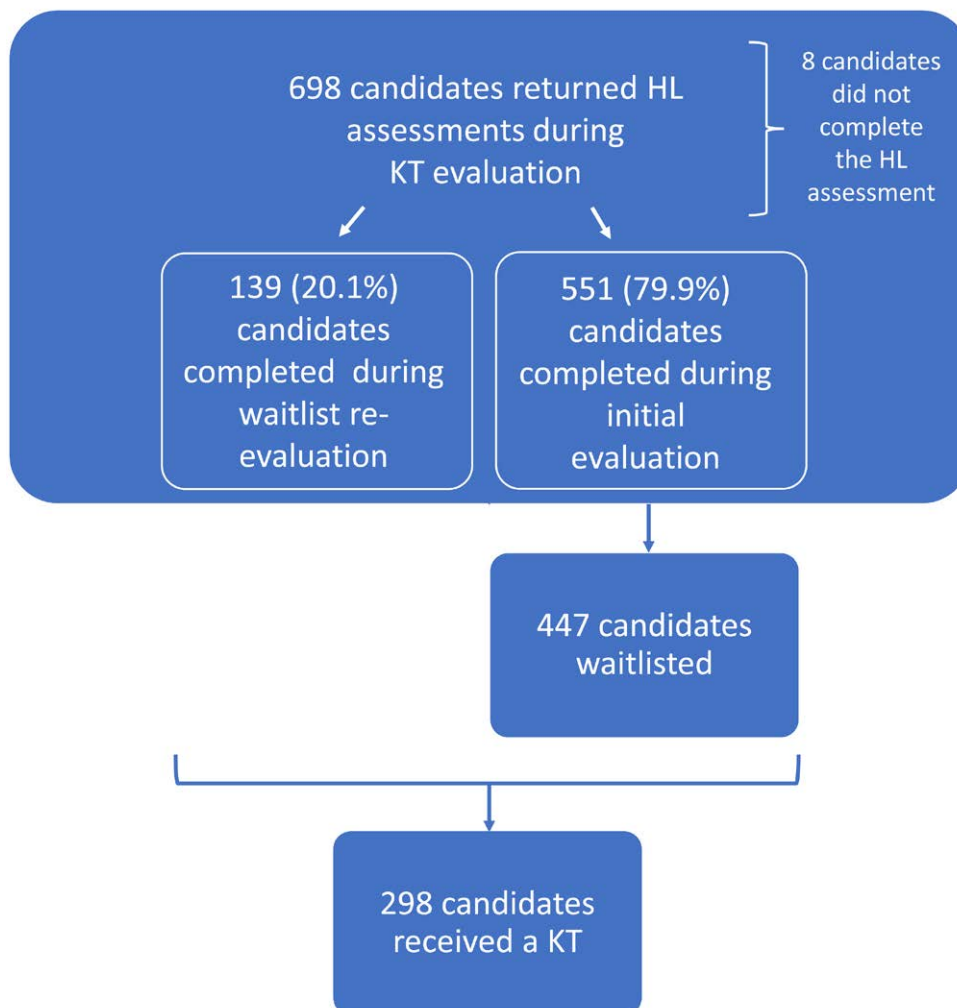 698 candidates returned HL
assessments during
KT evaluation
8 candidates
did not
complete
the HL
assessment
139 (20.1%)
candidates
completed during
waitlist re-
evaluation
551 (79.9%)
candidates
completed during
initial
evaluation
447 candidates
waitlisted
298 candidates
received a KT